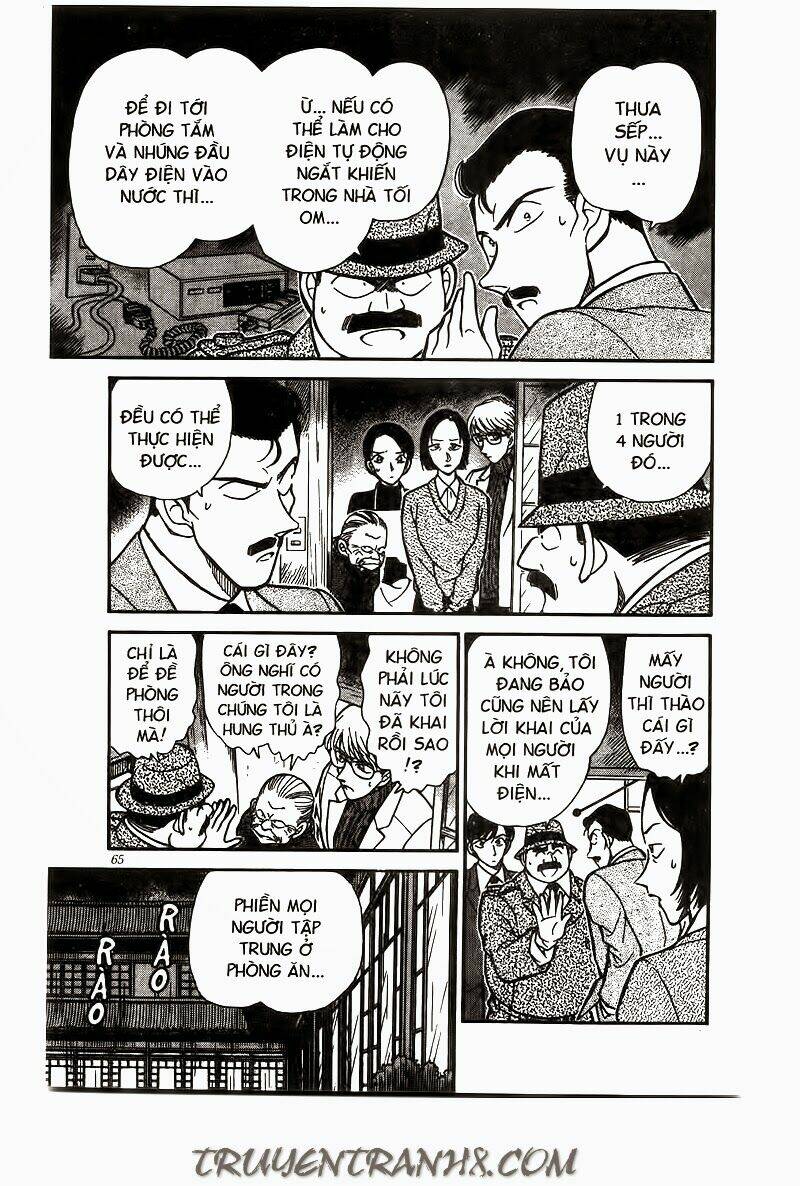 THƯA
SẾP...
VỤ NÀY
...
Ừ... NẾU CÓ
THỂ LÀM CHO
ĐIỆN TỰ ĐỘNG
NGẮT KHIẾN
TRONG NHÀ TỐI
OM...
ĐỂ ĐI TỚI
PHÒNG TẮM
VÀ NHÚNG ĐẦU
DÂY ĐIỆN VÀO
NƯỚC THÌ...
1 TRONG
4 NGƯỜI
ĐÓ...
ĐỀU CÓ THỂ
THỰC HIỆN
ĐƯỢC...
MẤY
NGƯỜI
THÌ THÀO
CÁI GÌ
ĐẤY...?
À KHÔNG, TÔI
ĐANG BẢO
CŨNG NÊN LẤY
LỜI KHAI CỦA
MỌI NGƯỜI
KHI MẤT
ĐIỆN...
KHÔNG
PHẢI LÚC
NÃY TÔI
ĐÃ KHAI
RỒI SAO
!?
CÁI GÌ ĐÂY?
ÔNG NGHĨ CÓ
NGƯỜI TRONG
CHÚNG TÔI LÀ
HUNG THỦ À?
CHỈ LÀ
ĐỂ ĐỀ
PHÒNG
THÔI
MÀ!
65
PHIỀN MỌI
NGƯỜI TẬP
TRUNG Ở
PHÒNG ĂN...
RÀO
RÀO
TRUYENTRANH8.COM